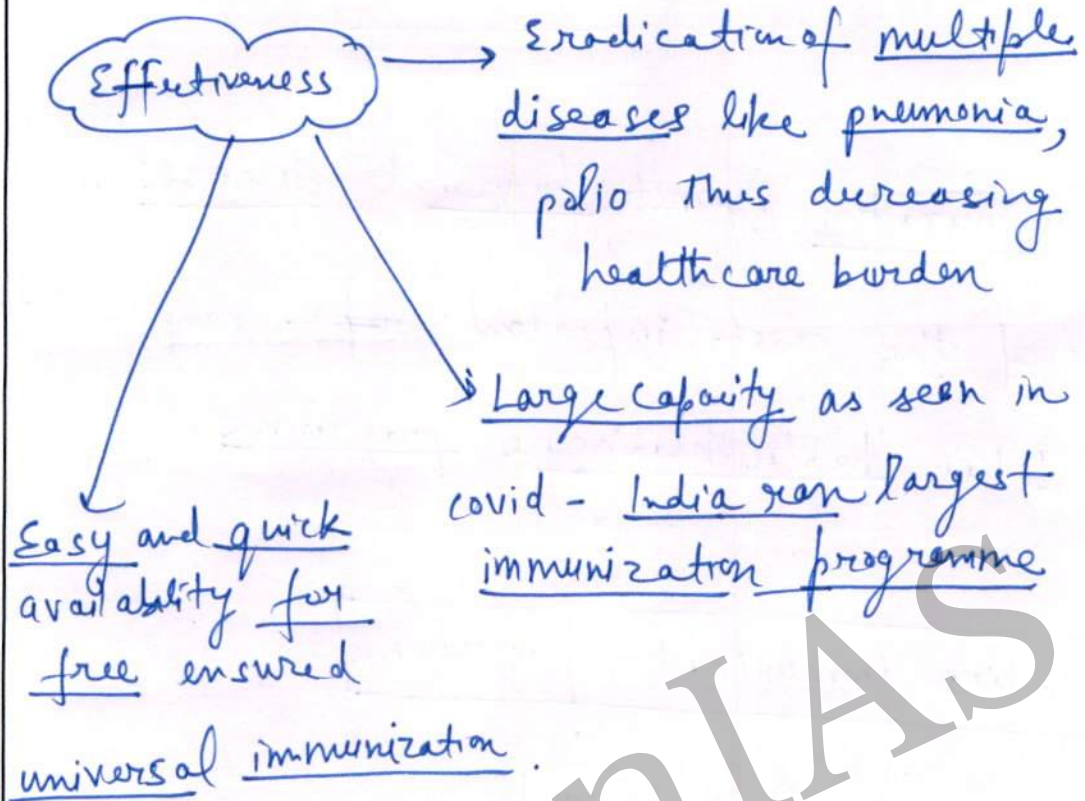 Effectiveness
Eradication of multiple
diseases like pneumonia,
polio thus decreasing
healthcare burden
Large capacity as seen in
covid - India ran largest
immunization programme
Easy and quick
availability for
free ensured
universal immunization.
nIAS